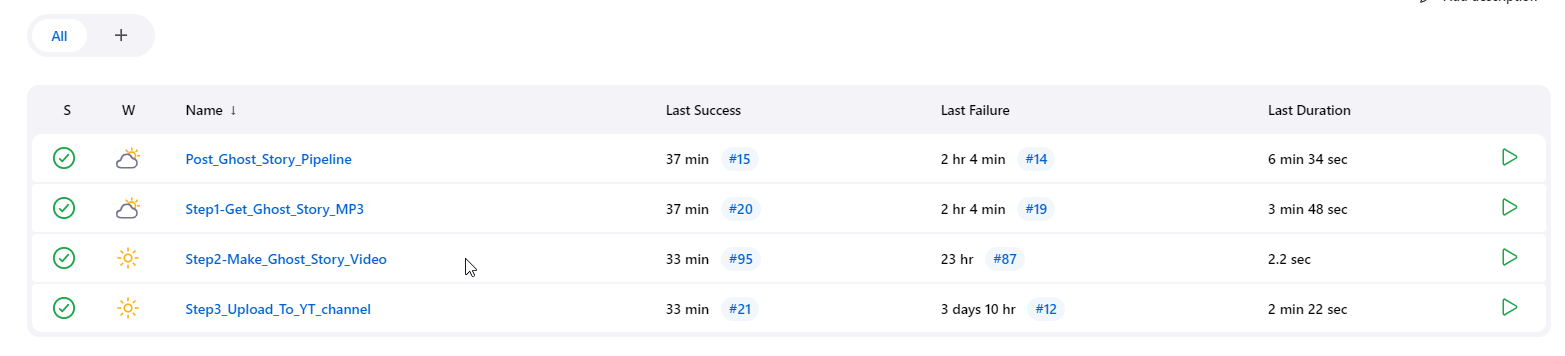 Add description
All +
S W Name ↓ Last Success Last Failure Last Duration
Post_Ghost_Story_Pipeline 37 min #15 2 hr 4 min #14 6 min 34 sec
Step1-Get_Ghost_Story_MP3 37 min #20 2 hr 4 min #19 3 min 48 sec
Step2-Make_Ghost_Story_Video 33 min #95 23 hr #87 2.2 sec
Step3_Upload_To_YT_channel 33 min #21 3 days 10 hr #12 2 min 22 sec